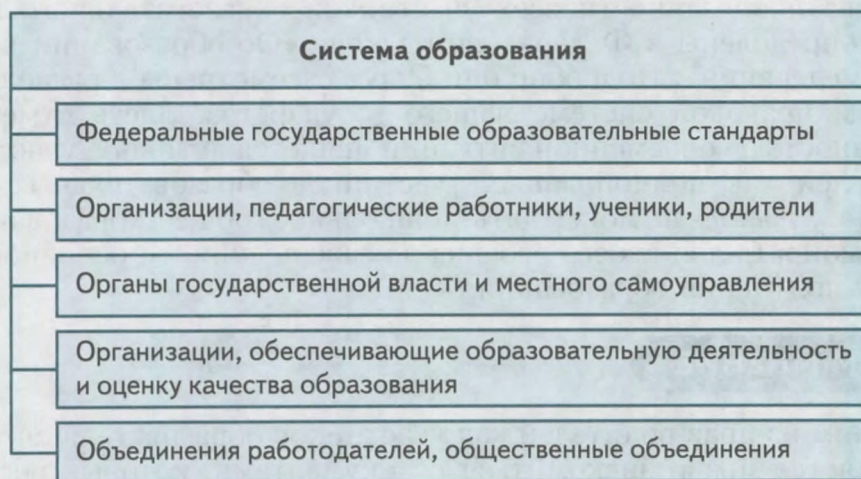 Система образования
Федеральные государственные образовательные стандарты
Организации, педагогические работники, ученики, родители
Органы государственной власти и местного самоуправления
Организации, обеспечивающие образовательную деятельность
и оценку качества образования
Объединения работодателей, общественные объединения